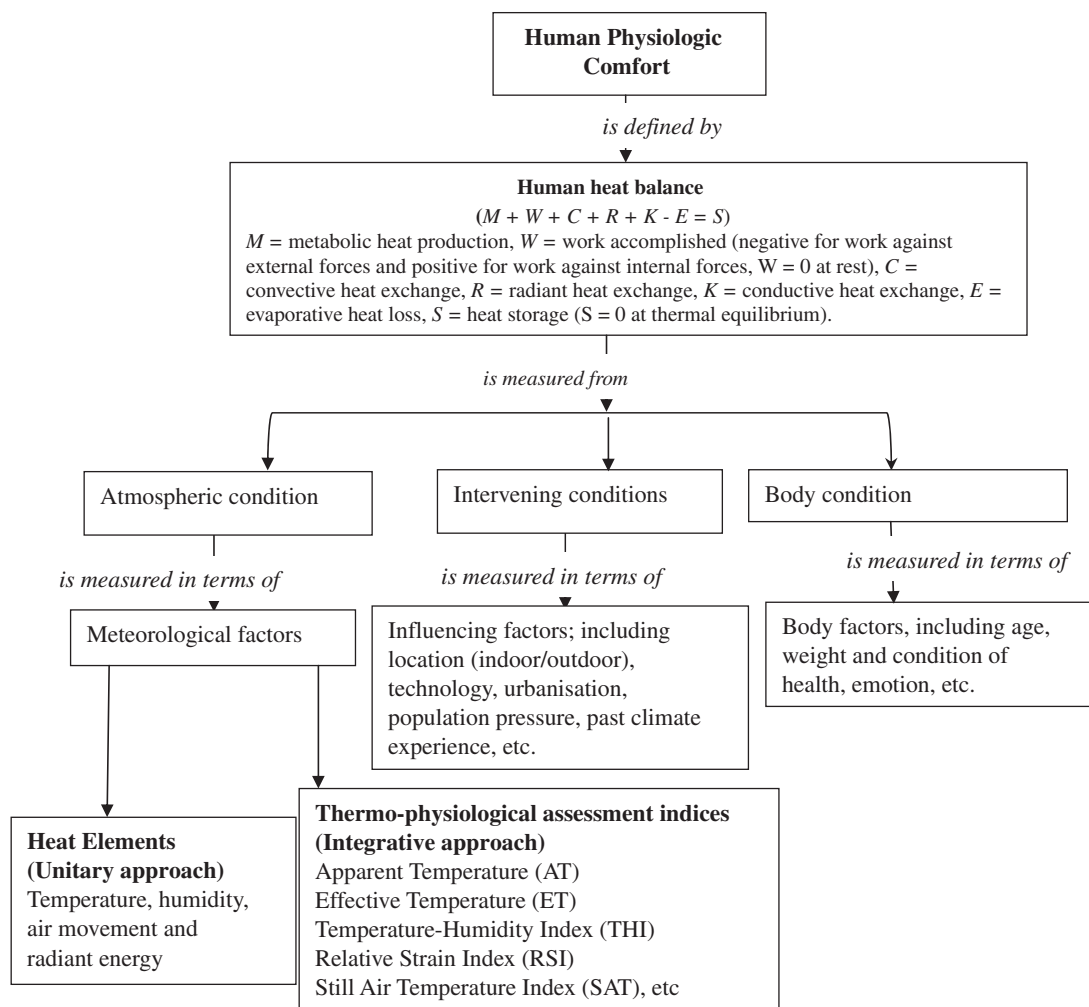 Human Physiologic
Comfort
is defined by
Human heat balance
(M + W + C + R + K - E = S)
M = metabolic heat production, W = work accomplished (negative for work against
external forces and positive for work against internal forces, W = 0 at rest), C =
convective heat exchange, R = radiant heat exchange, K = conductive heat exchange, E =
evaporative heat loss, S = heat storage (S = 0 at thermal equilibrium).
is measured from
Atmospheric condition
Intervening conditions
Body condition
is measured in terms of
is measured in terms of
is measured in terms of
Meteorological factors
Influencing factors; including
location (indoor/outdoor),
technology, urbanisation,
population pressure, past climate
experience, etc.
Body factors, including age,
weight and condition of
health, emotion, etc.
Heat Elements
(Unitary approach)
Temperature, humidity,
air movement and
radiant energy
Thermo-physiological assessment indices
(Integrative approach)
Apparent Temperature (AT)
Effective Temperature (ET)
Temperature-Humidity Index (THI)
Relative Strain Index (RSI)
Still Air Temperature Index (SAT), etc